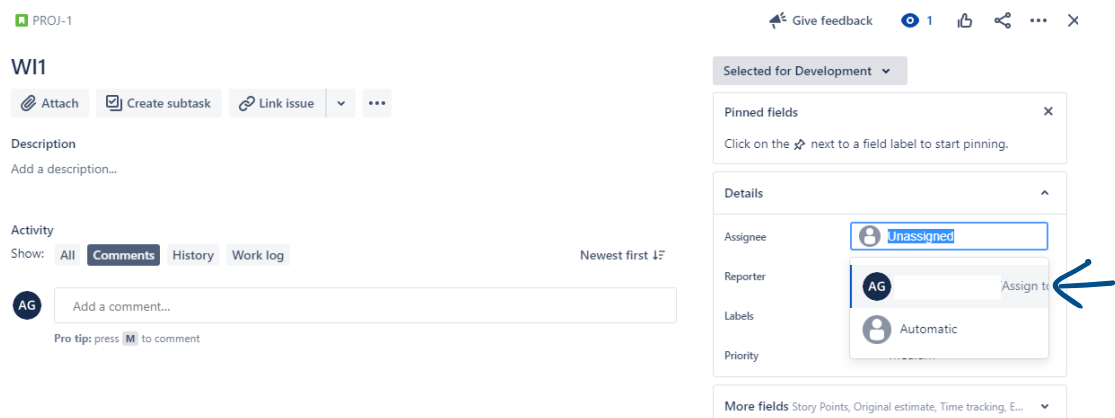 PROJ-1
Give feedback
1
WI1
Selected for Development
Attach
Create subtask
Link issue
Pinned fields
Click on the next to a field label to start pinning.
Description
Add a description...
Details
Activity
Show: All Comments History Work log
Newest first
AG
Add a comment...
Pro tip: press M to comment
Assignee
Unassigned
Reporter
AG
Assign to
Automatic
Labels
Priority
More fields Story Points, Original estimate, Time tracking, E...